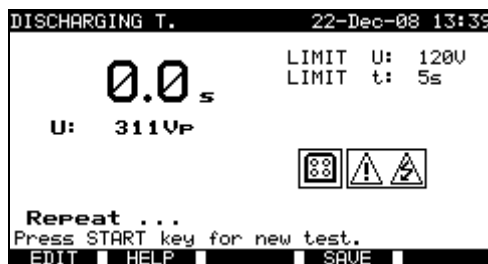 DISCHARGING T. 22-Dec-08 13:39
0.0 s
LIMIT U: 120V
LIMIT t: 5s
U: 311Vp
Repeat ...
Press START key for new test.
EDIT HELP SAVE